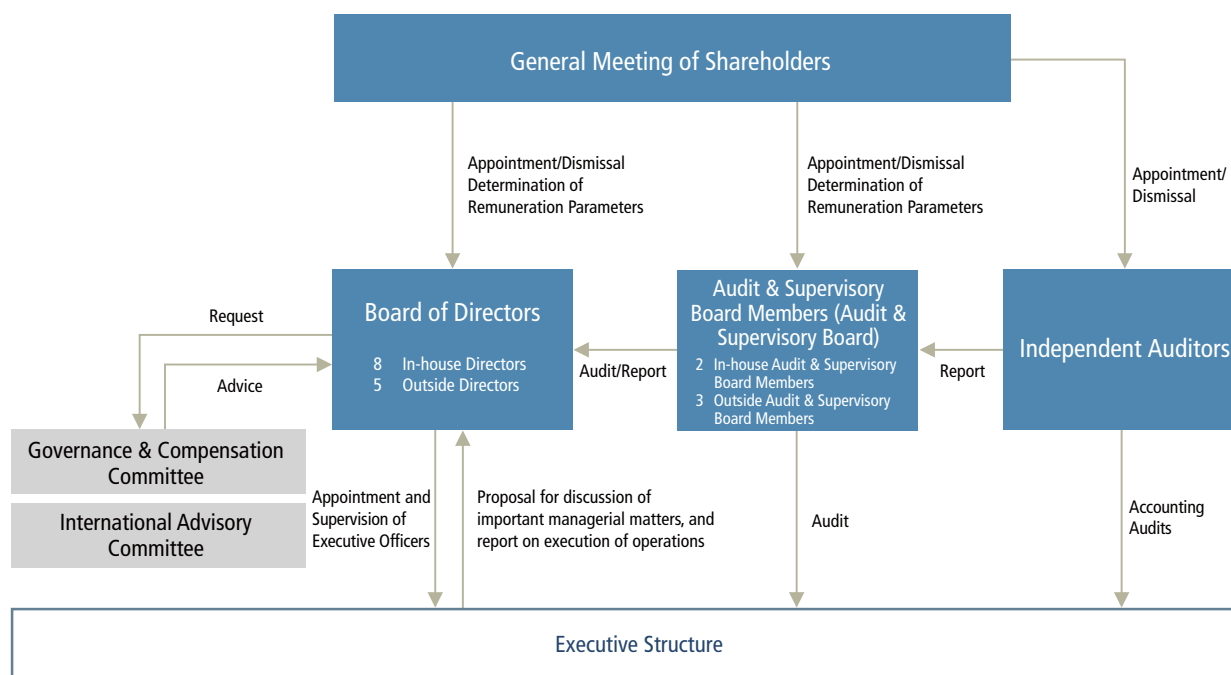 General Meeting of Shareholders
Appointment/Dismissal
Determination of
Remuneration Parameters
Appointment/Dismissal
Determination of
Remuneration Parameters
Appointment/
Dismissal
Board of Directors
8 In-house Directors
5 Outside Directors
Audit & Supervisory
Board Members (Audit &
Supervisory Board)
2 In-house Audit & Supervisory
Board Members
3 Outside Audit & Supervisory
Board Members
Independent Auditors
Request
Advice
Audit/Report
Report
Governance & Compensation
Committee
International Advisory
Committee
Appointment and
Supervision of
Executive Officers
Proposal for discussion of
important managerial matters, and
report on execution of operations
Audit
Accounting
Audits
Executive Structure